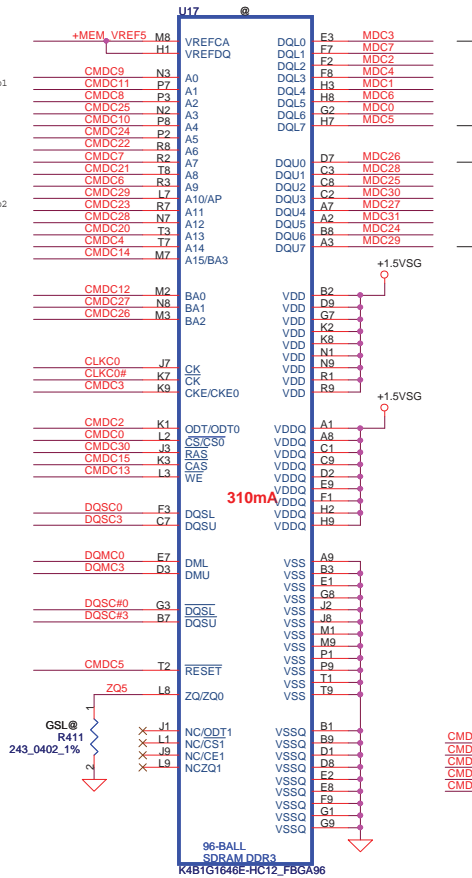 U17 @
+MEM_VREF5 M8 VREFCA DQL0 E3 MDC3
H1 VREFDQ DQL1 F7 MDC7
DQL2 F2 MDC2
CMDC9 N3 A0 DQL3 F8 MDC4
CMDC11 P7 A1 DQL4 H3 MDC1
CMDC8 P3 A2 DQL5 H8 MDC6
CMDC25 N2 A3 DQL6 G2 MDC0
CMDC10 P8 A4 DQL7 H7 MDC5
CMDC24 P2 A5
CMDC22 R8 A6
CMDC7 R2 A7 DQU0 D7 MDC26
CMDC21 T8 A8 DQU1 C3 MDC28
CMDC6 R3 A9 DQU2 C8 MDC25
CMDC29 L7 A10/AP DQU3 C2 MDC30
CMDC23 R7 A11 DQU4 A7 MDC27
CMDC28 N7 A12 DQU5 A2 MDC31
CMDC20 T3 A13 DQU6 B8 MDC24
CMDC4 T7 A14 DQU7 A3 MDC29
CMDC14 M7 A15/BA3
+1.5VSG
CMDC12 M2 BA0 VDD B2
CMDC27 N8 BA1 VDD D9
CMDC26 M3 BA2 VDD G7
VDD K2
VDD K8
VDD N1
CLKC0 J7 CK VDD N9
CLKC0# K7 CK VDD R1
CMDC3 K9 CKE/CKE0 VDD R9
+1.5VSG
CMDC2 K1 ODT/ODT0 VDDQ A1
CMDC0 L2 CS/CS0 VDDQ A8
CMDC30 J3 RAS VDDQ C1
CMDC15 K3 CAS VDDQ C9
CMDC13 L3 WE VDDQ D2
VDDQ E9
310mA VDDQ F1
DQSC0 F3 DQSL VDDQ H2
DQSC3 C7 DQSU VDDQ H9
DQMC0 E7 DML VSS A9
DQMC3 D3 DMU VSS B3
VSS E1
VSS G8
DQSC#0 G3 DQSL VSS J2
DQSC#3 B7 DQSU VSS J8
VSS M1
VSS M9
VSS P1
CMDC5 T2 RESET VSS P9
VSS T1
ZQ5 L8 ZQ/ZQ0 VSS T9
1
GSL@
R411
243_0402_1%
2
J1 NC/ODT1 VSSQ B1
L1 NC/CS1 VSSQ B9
J9 NC/CE1 VSSQ D1
L9 NCZQ1 VSSQ D8
VSSQ E2
VSSQ E8
VSSQ F9
VSSQ G1
VSSQ G9
CMD
CMD
CMD
CMD
CMD
96-BALL
SDRAM DDR3
K4B1G1646E-HC12_FBGA96